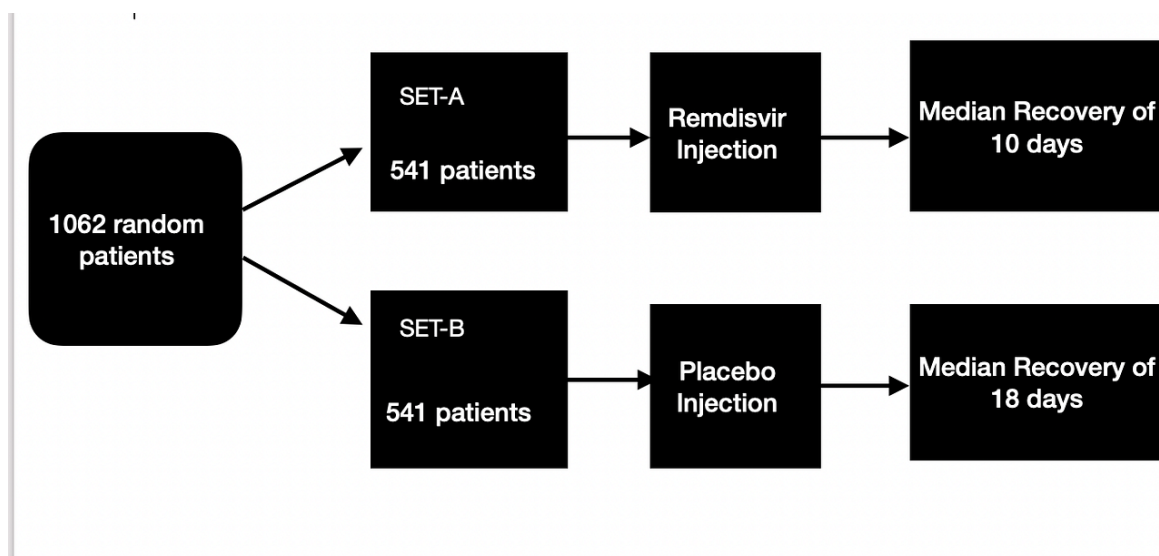 1062 random
patients
SET-A
541 patients
Remdisvir
Injection
Median Recovery of
10 days
SET-B
541 patients
Placebo
Injection
Median Recovery of
18 days